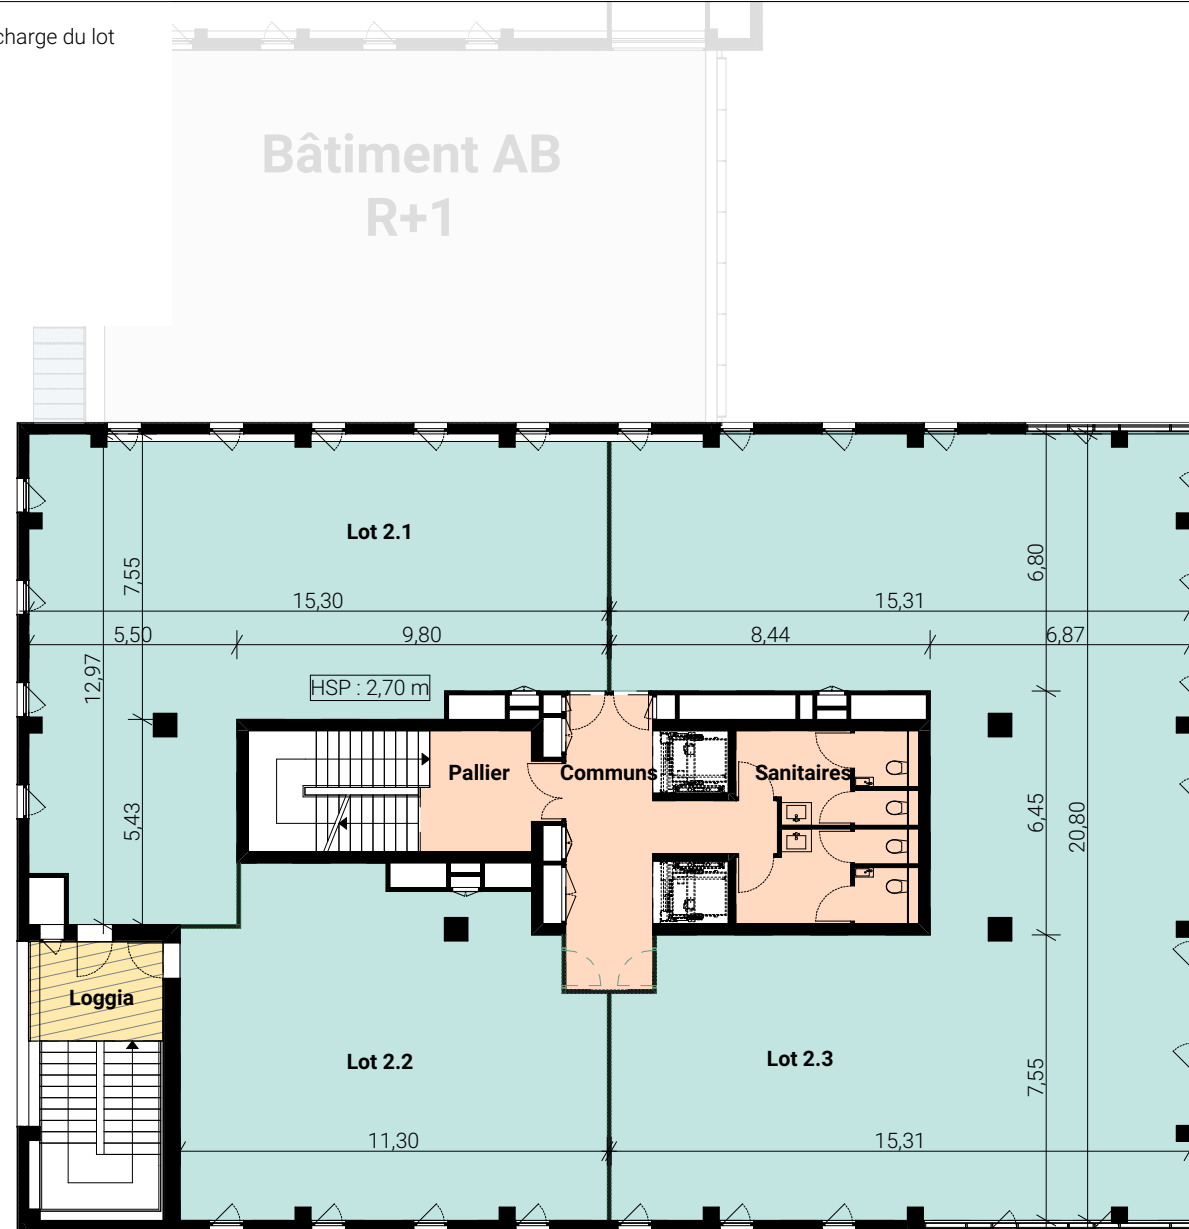 charge du lot
Bâtiment AB
R+1
Lot 2.1
7,55
6,80
15,30
15,31
5,50
9,80
8,44
6,87
12,97
HSP : 2,70 m
Pallier
Communs
Sanitaires
5,43
6,45
20,80
Loggia
Lot 2.2
Lot 2.3
7,55
11,30
15,31